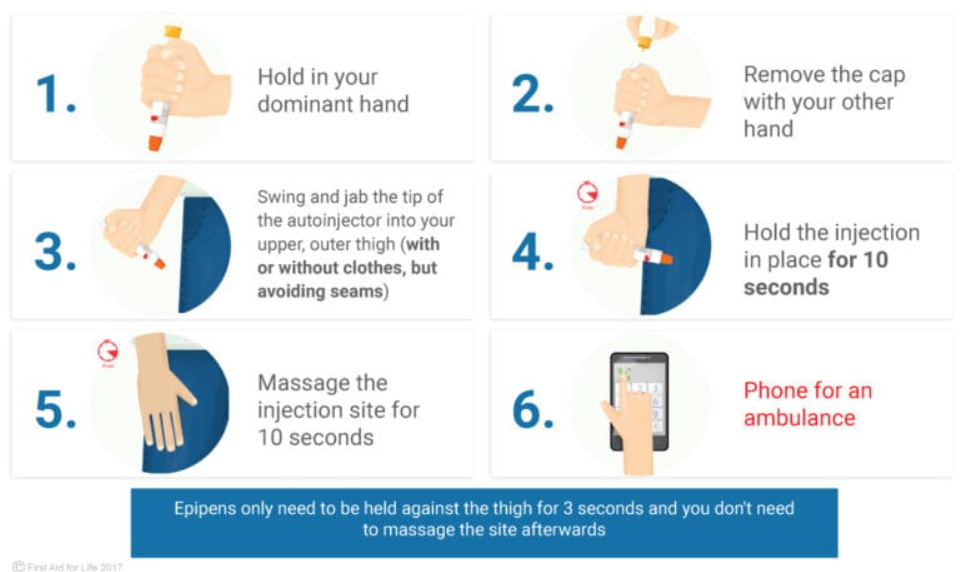 1.
Hold in your
dominant hand
2.
Remove the cap
with your other
hand
3.
Swing and jab the tip of
the autoinjector into your
upper, outer thigh (with
or without clothes, but
avoiding seams)
4.
Hold the injection
in place for 10
seconds
5.
Massage the
injection site for
10 seconds
6.
Phone for an
ambulance
Epipens only need to be held against the thigh for 3 seconds and you don't need
to massage the site afterwards
© First Aid for Life 2017